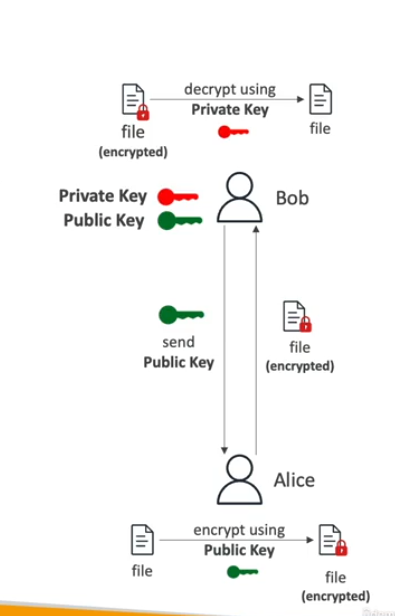 decrypt using
Private Key
file
(encrypted)
file
Private Key
Public Key
Bob
send
Public Key
file
(encrypted)
Alice
encrypt using
Public Key
file
file
(encrypted)